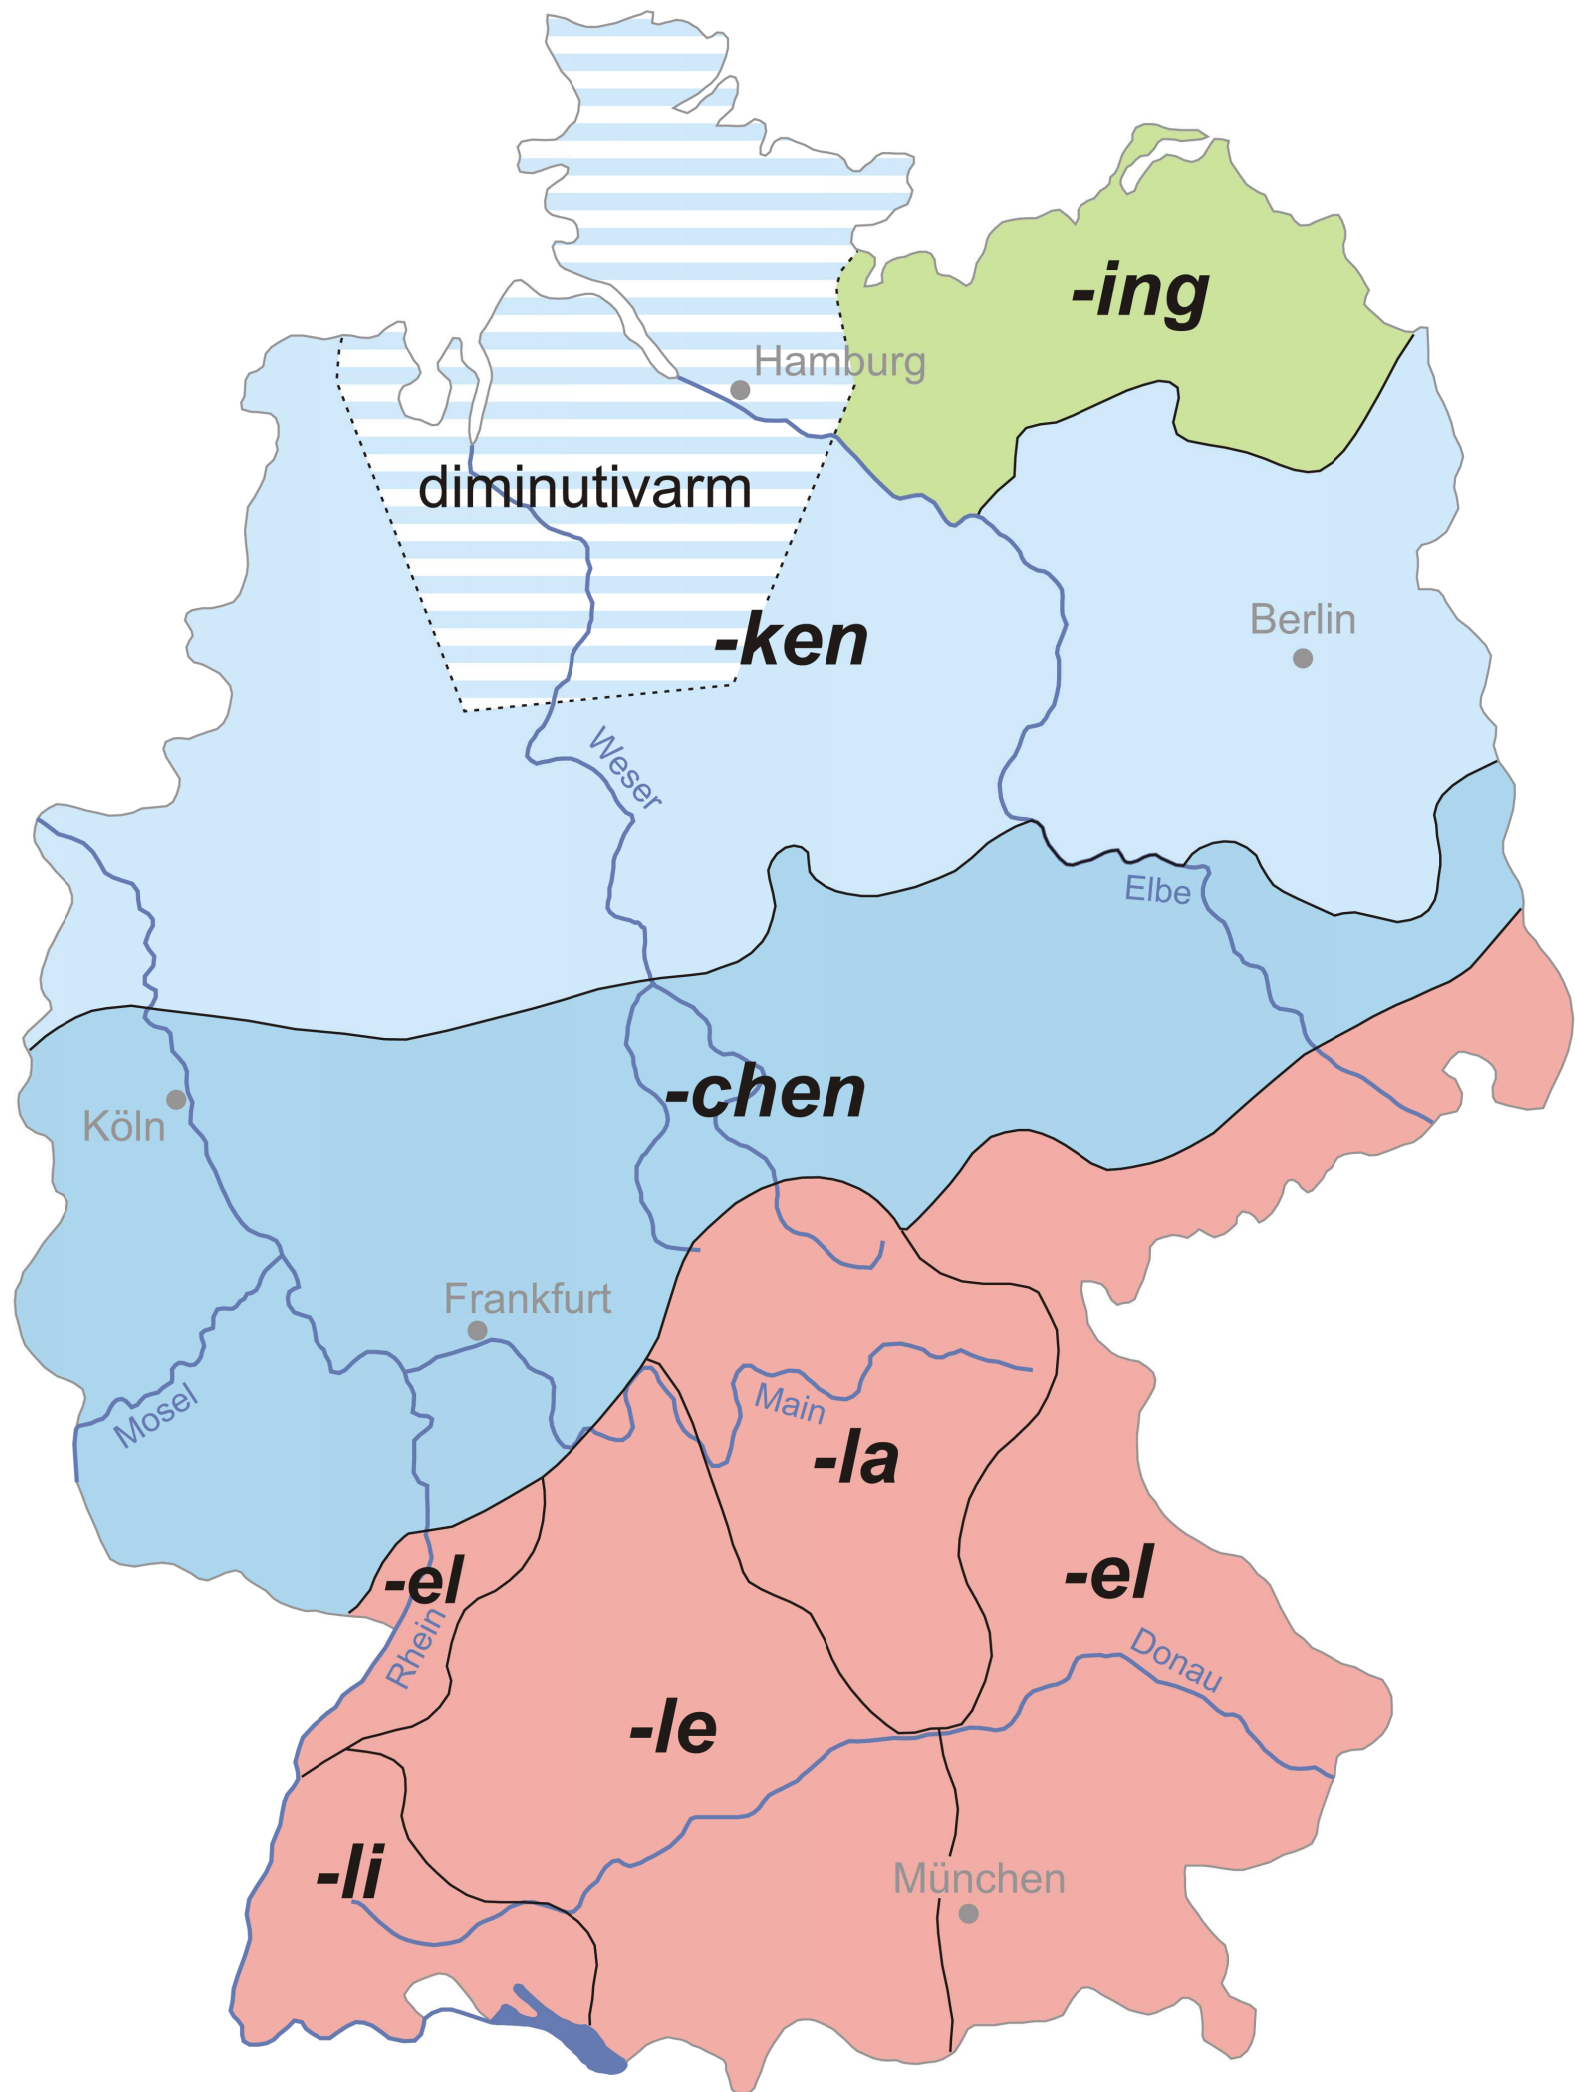 -ing
Hamburg
diminutivarm
Berlin
-ken
Weser
Elbe
-chen
Köln
Frankfurt
Mosel
Main
-la
-el
-el
Rhein
Donau
-le
-li
München